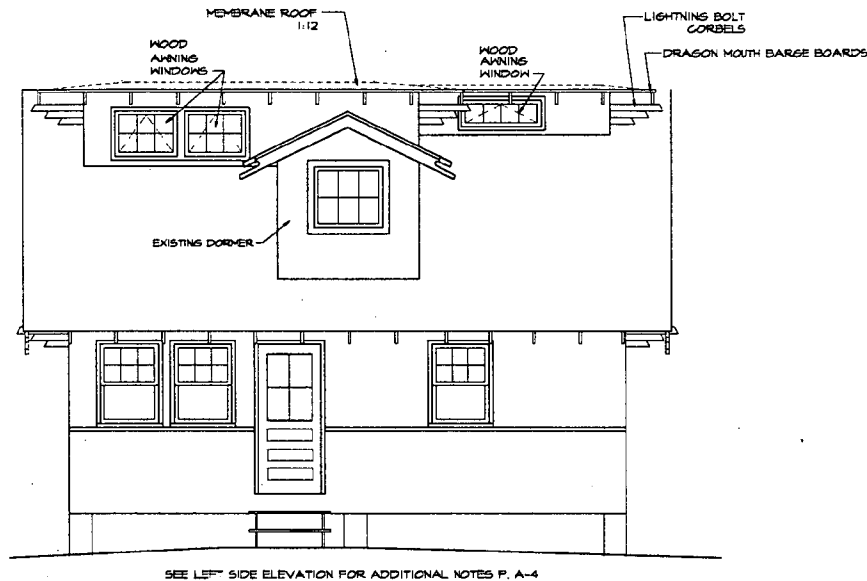 MEMBRANE ROOF
1:12
LIGHTNING BOLT
CORBELS
DRAGON MOUTH BARGE BOARDS
WOOD
AWNING
WINDOWS
WOOD
AWNING
WINDOW
EXISTING DORMER
SEE LEFT SIDE ELEVATION FOR ADDITIONAL NOTES P. A-4